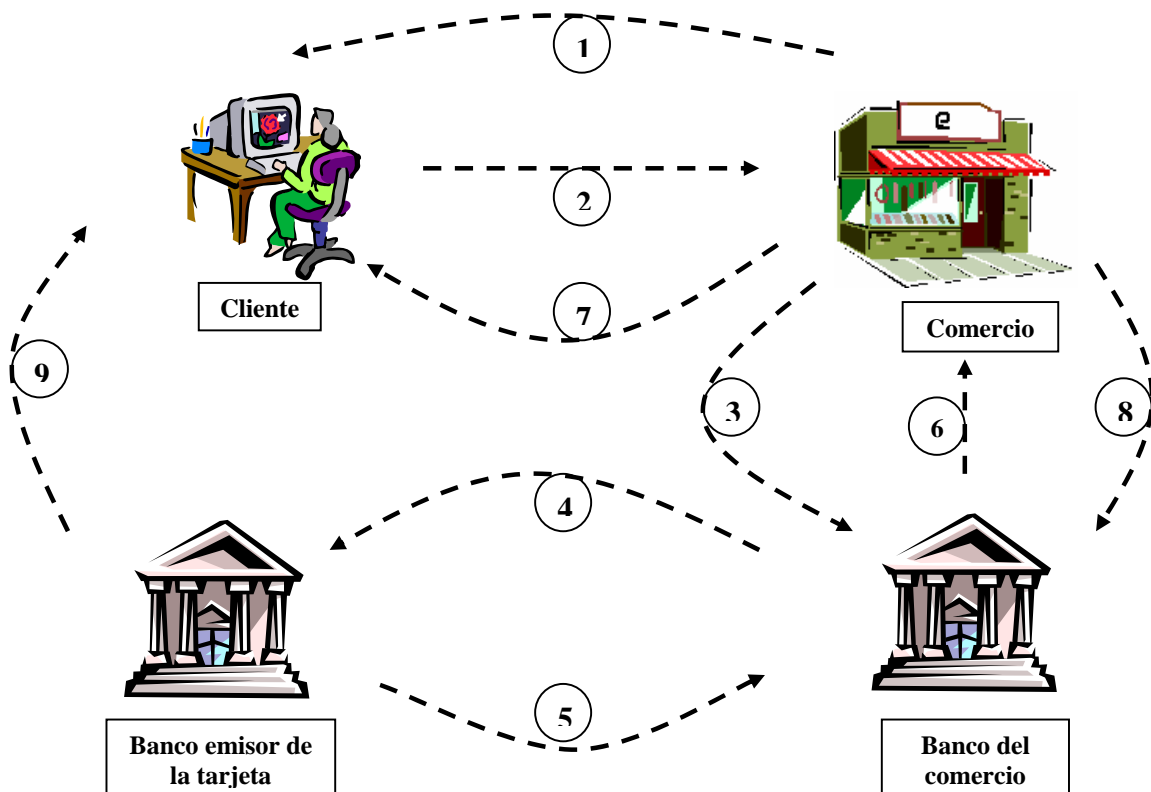 1
e
2
Cliente
7
Comercio
9
3
6
8
4
5
Banco emisor de
la tarjeta
Banco del
comercio